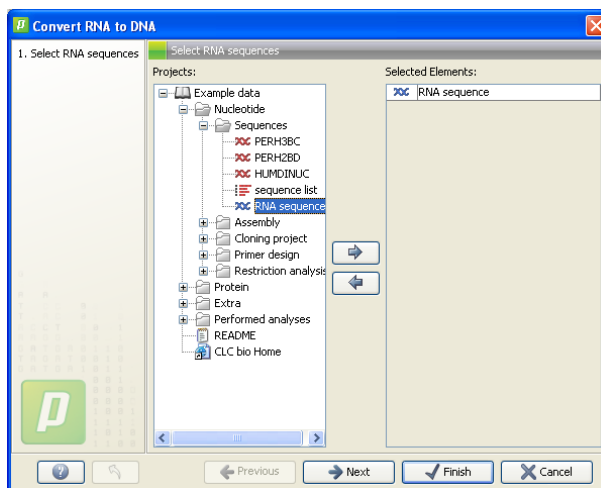 Convert RNA to DNA
1. Select RNA sequences
Select RNA sequences
Projects:
Example data
Nucleotide
Sequences
PERH3BC
PERH2BD
HUMDINUC
sequence list
RNA sequence
Assembly
Cloning project
Primer design
Restriction analysis
Protein
Extra
Performed analyses
README
CLC bio Home
Selected Elements:
RNA sequence
Previous
Next
Finish
Cancel